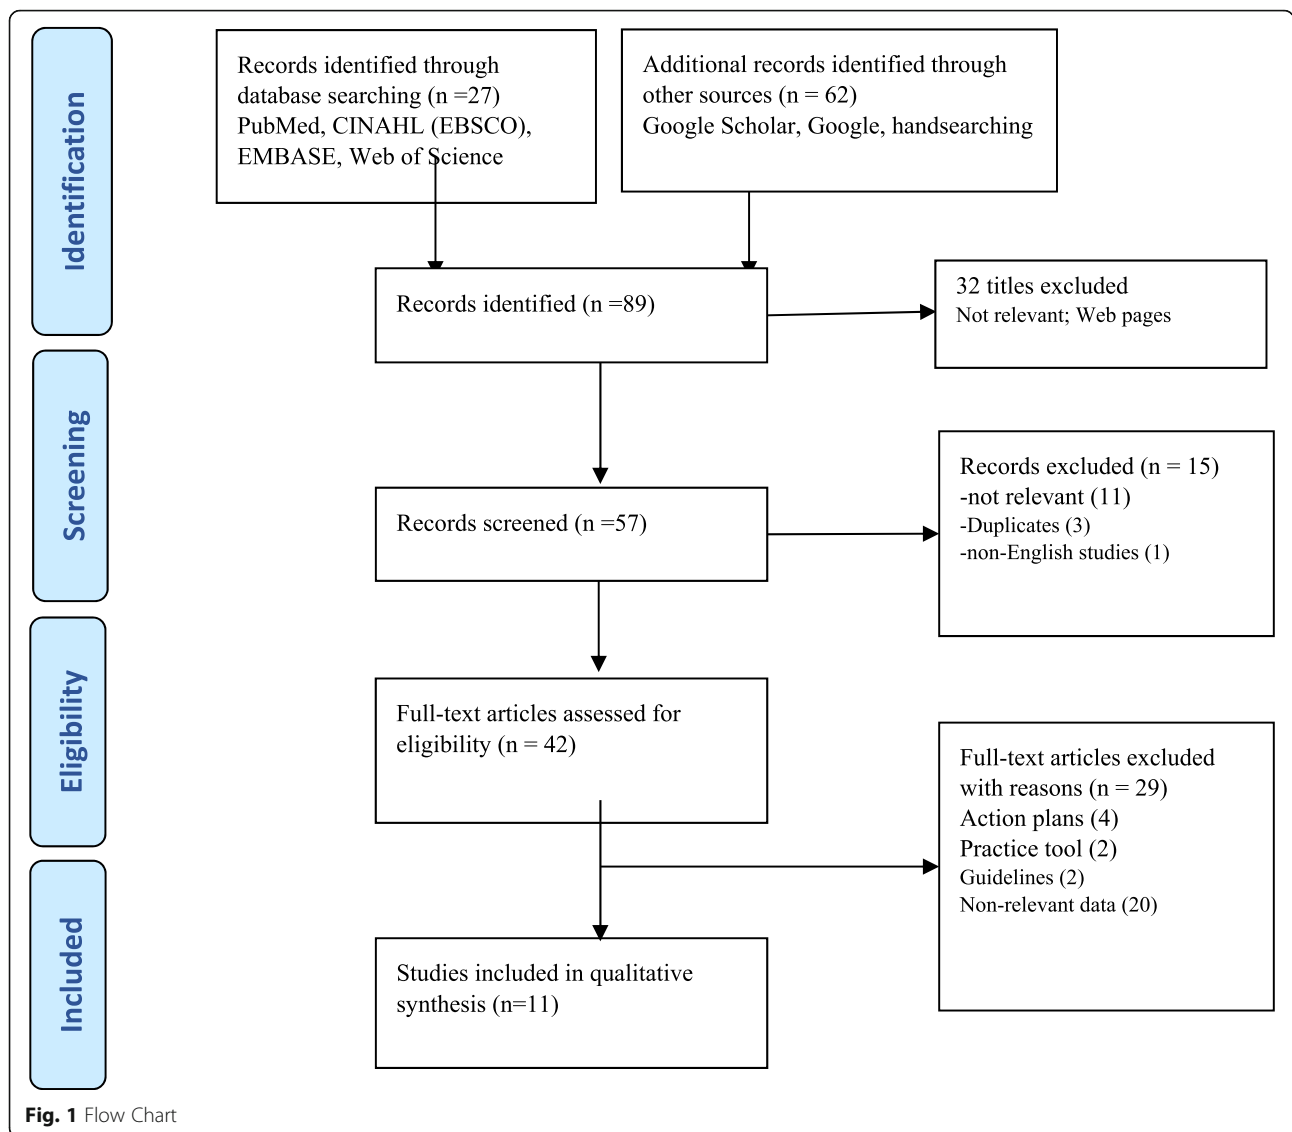 Identification
Records identified through
database searching (n =27)
PubMed, CINAHL (EBSCO),
EMBASE, Web of Science
Additional records identified through
other sources (n = 62)
Google Scholar, Google, handsearching
Records identified (n =89)
32 titles excluded
Not relevant; Web pages
Screening
Records screened (n =57)
Records excluded (n = 15)
-not relevant (11)
-Duplicates (3)
-non-English studies (1)
Eligibility
Full-text articles assessed for
eligibility (n = 42)
Full-text articles excluded
with reasons (n = 29)
Action plans (4)
Practice tool (2)
Guidelines (2)
Non-relevant data (20)
Included
Studies included in qualitative
synthesis (n=11)
Fig. 1 Flow Chart